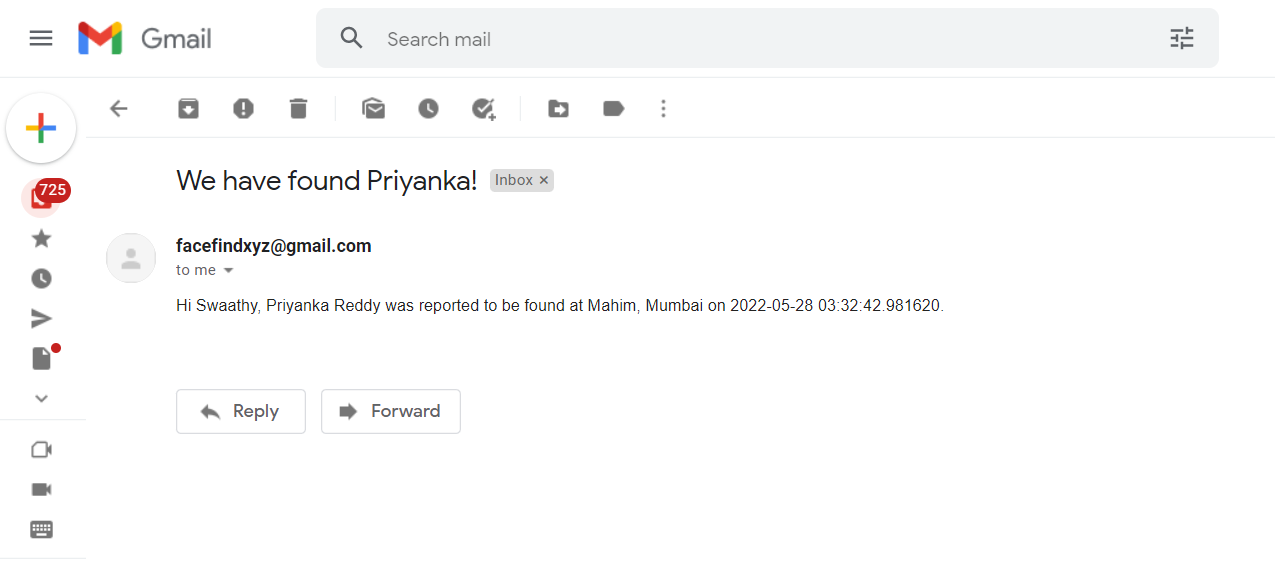 Gmail
Search mail
725
We have found Priyanka! Inbox ×
facefindxyz@gmail.com
to me
Hi Swaathy, Priyanka Reddy was reported to be found at Mahim, Mumbai on 2022-05-28 03:32:42.981620.
Reply Forward